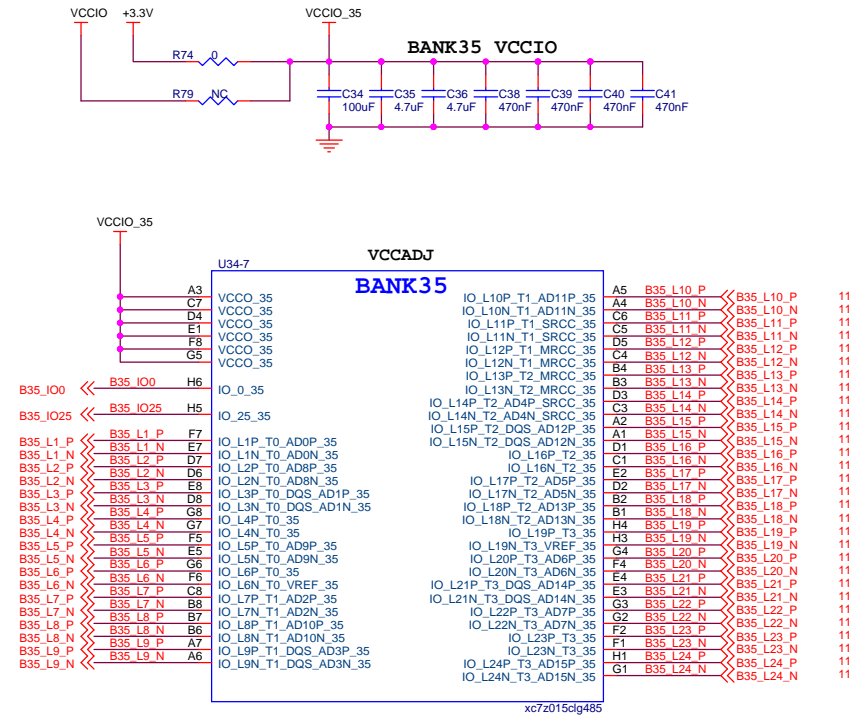 VCCIO +3.3V VCCIO_35
BANK35 VCCIO
R74 0
R79 NC
C34 C35 C36 C38 C39 C40 C41
100uF 4.7uF 4.7uF 470nF 470nF 470nF 470nF
VCCIO_35
VCCADJ
U34-7
BANK35
A3 VCCO_35
C7 VCCO_35
D4 VCCO_35
E1 VCCO_35
F8 VCCO_35
G5 VCCO_35
B35_IO0 B35_IO0 H6 IO_0_35
B35_IO25 B35_IO25 H5 IO_25_35
B35_L1_P B35_L1_P F7 IO_L1P_T0_AD0P_35
B35_L1_N B35_L1_N E7 IO_L1N_T0_AD0N_35
B35_L2_P B35_L2_P D7 IO_L2P_T0_AD8P_35
B35_L2_N B35_L2_N D6 IO_L2N_T0_AD8N_35
B35_L3_P B35_L3_P E8 IO_L3P_T0_DQS_AD1P_35
B35_L3_N B35_L3_N D8 IO_L3N_T0_DQS_AD1N_35
B35_L4_P B35_L4_P G8 IO_L4P_T0_35
B35_L4_N B35_L4_N G7 IO_L4N_T0_35
B35_L5_P B35_L5_P F5 IO_L5P_T0_AD9P_35
B35_L5_N B35_L5_N E5 IO_L5N_T0_AD9N_35
B35_L6_P B35_L6_P G6 IO_L6P_T0_35
B35_L6_N B35_L6_N F6 IO_L6N_T0_VREF_35
B35_L7_P B35_L7_P C8 IO_L7P_T1_AD2P_35
B35_L7_N B35_L7_N B8 IO_L7N_T1_AD2N_35
B35_L8_P B35_L8_P B7 IO_L8P_T1_AD10P_35
B35_L8_N B35_L8_N B6 IO_L8N_T1_AD10N_35
B35_L9_P B35_L9_P A7 IO_L9P_T1_DQS_AD3P_35
B35_L9_N B35_L9_N A6 IO_L9N_T1_DQS_AD3N_35
IO_L10P_T1_AD11P_35 A5 B35_L10_P B35_L10_P 11
IO_L10N_T1_AD11N_35 A4 B35_L10_N B35_L10_N 11
IO_L11P_T1_SRCC_35 C6 B35_L11_P B35_L11_P 11
IO_L11N_T1_SRCC_35 C5 B35_L11_N B35_L11_N 11
IO_L12P_T1_MRCC_35 D5 B35_L12_P B35_L12_P 11
IO_L12N_T1_MRCC_35 C4 B35_L12_N B35_L12_N 11
IO_L13P_T2_MRCC_35 B4 B35_L13_P B35_L13_P 11
IO_L13N_T2_MRCC_35 B3 B35_L13_N B35_L13_N 11
IO_L14P_T2_AD4P_SRCC_35 D3 B35_L14_P B35_L14_P 11
IO_L14N_T2_AD4N_SRCC_35 C3 B35_L14_N B35_L14_N 11
IO_L15P_T2_DQS_AD12P_35 A2 B35_L15_P B35_L15_P 11
IO_L15N_T2_DQS_AD12N_35 A1 B35_L15_N B35_L15_N 11
IO_L16P_T2_35 D1 B35_L16_P B35_L16_P 11
IO_L16N_T2_35 C1 B35_L16_N B35_L16_N 11
IO_L17P_T2_AD5P_35 E2 B35_L17_P B35_L17_P 11
IO_L17N_T2_AD5N_35 D2 B35_L17_N B35_L17_N 11
IO_L18P_T2_AD13P_35 B2 B35_L18_P B35_L18_P 11
IO_L18N_T2_AD13N_35 B1 B35_L18_N B35_L18_N 11
IO_L19P_T3_35 H4 B35_L19_P B35_L19_P 11
IO_L19N_T3_VREF_35 H3 B35_L19_N B35_L19_N 11
IO_L20P_T3_AD6P_35 G4 B35_L20_P B35_L20_P 11
IO_L20N_T3_AD6N_35 F4 B35_L20_N B35_L20_N 11
IO_L21P_T3_DQS_AD14P_35 E4 B35_L21_P B35_L21_P 11
IO_L21N_T3_DQS_AD14N_35 E3 B35_L21_N B35_L21_N 11
IO_L22P_T3_AD7P_35 G3 B35_L22_P B35_L22_P 11
IO_L22N_T3_AD7N_35 G2 B35_L22_N B35_L22_N 11
IO_L23P_T3_35 F2 B35_L23_P B35_L23_P 11
IO_L23N_T3_35 F1 B35_L23_N B35_L23_N 11
IO_L24P_T3_AD15P_35 H1 B35_L24_P B35_L24_P 11
IO_L24N_T3_AD15N_35 G1 B35_L24_N B35_L24_N 11
xc7z015clg485